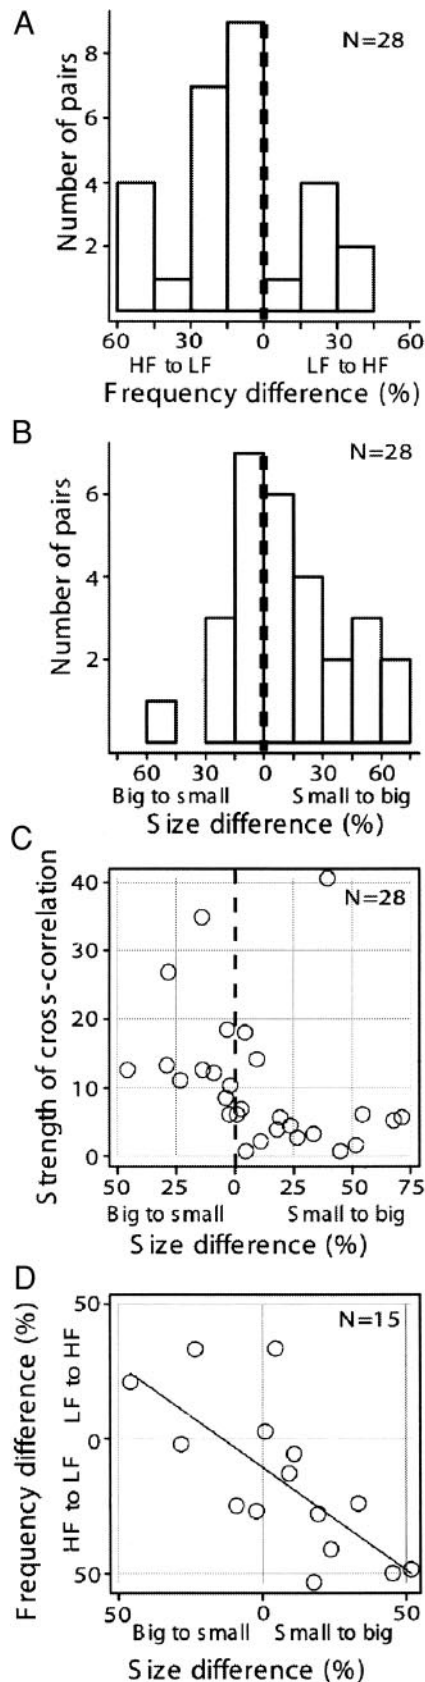 A
N=28
Number of pairs
8
6
4
2
60 30 0 30 60
HF to LF LF to HF
Frequency difference (%)
B
N=28
Number of pairs
6
4
2
60 30 0 30 60
Big to small Small to big
Size difference (%)
C
N=28
Strength of cross-correlation
40
30
20
10
0
50 25 0 25 50 75
Big to small Small to big
Size difference (%)
D
N=15
Frequency difference (%)
HF to LF LF to HF
50
0
50
50 0 50
Big to small Small to big
Size difference (%)